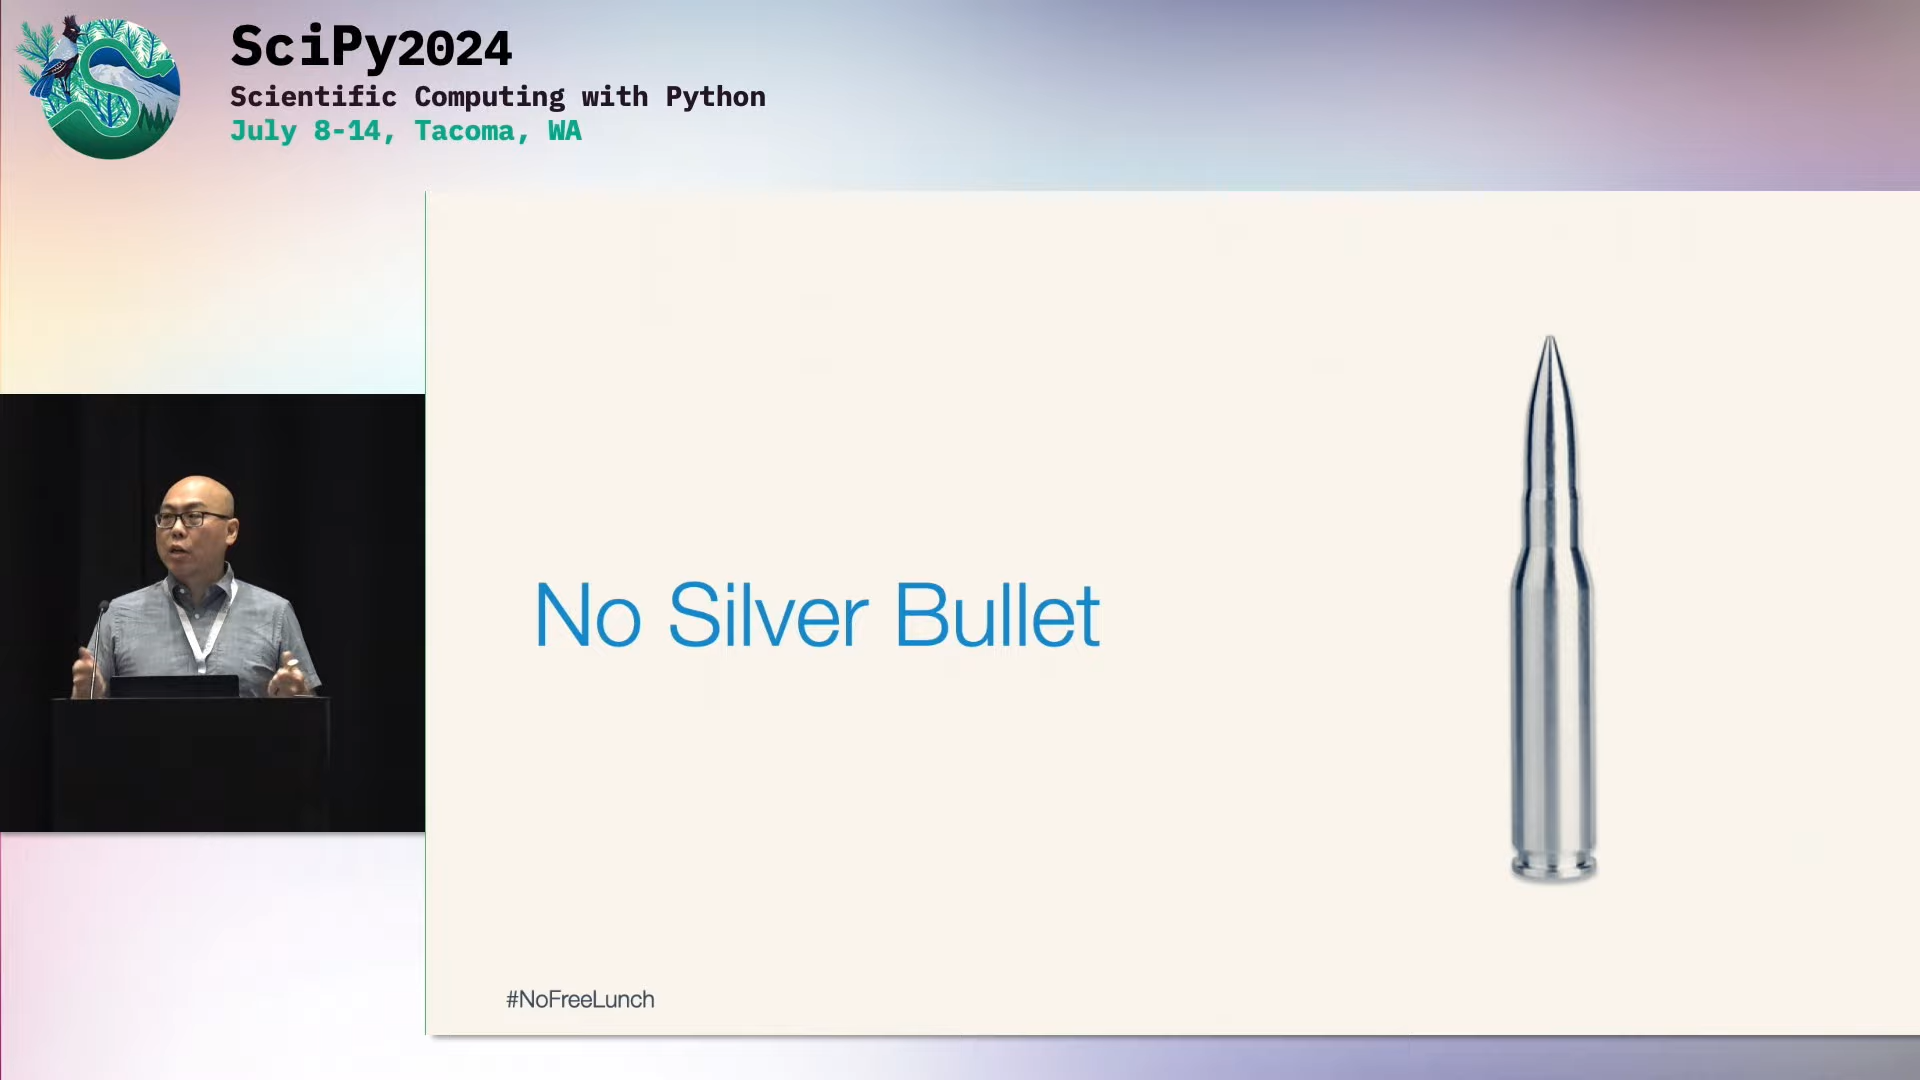 SciPy2024
Scientific Computing with Python
July 8-14, Tacoma, WA
No Silver Bullet
#NoFreeLunch